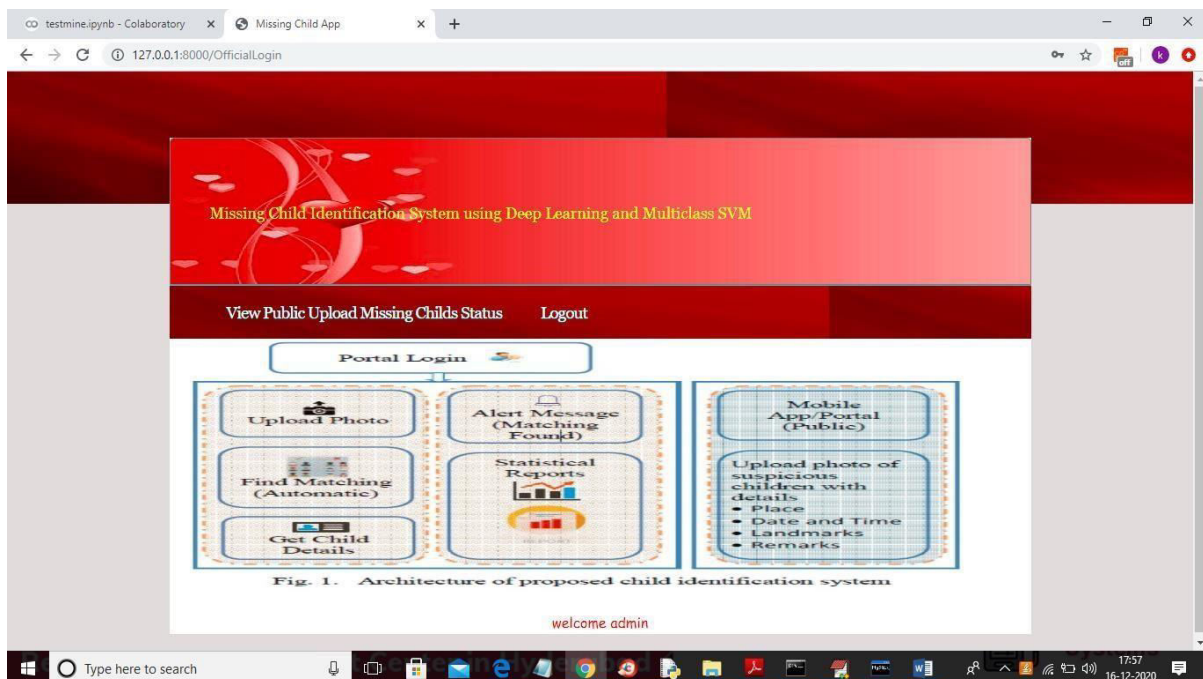 testmine.ipynb - Colaboratory
Missing Child App
127.0.0.1:8000/OfficialLogin
off
k
Missing Child Identification System using Deep Learning and Multiclass SVM
View Public Upload Missing Childs Status
Logout
Portal Login
Upload Photo
Find Matching
(Automatic)
Get Child
Details
Alert Message
(Matching
Found)
Statistical
Reports
REPORT
Mobile
App/Portal
(Public)
Upload photo of
suspicious
children with
details
• Place
• Date and Time
• Landmarks
• Remarks
Fig. 1. Architecture of proposed child identification system
welcome admin
Type here to search
17:57
16-12-2020